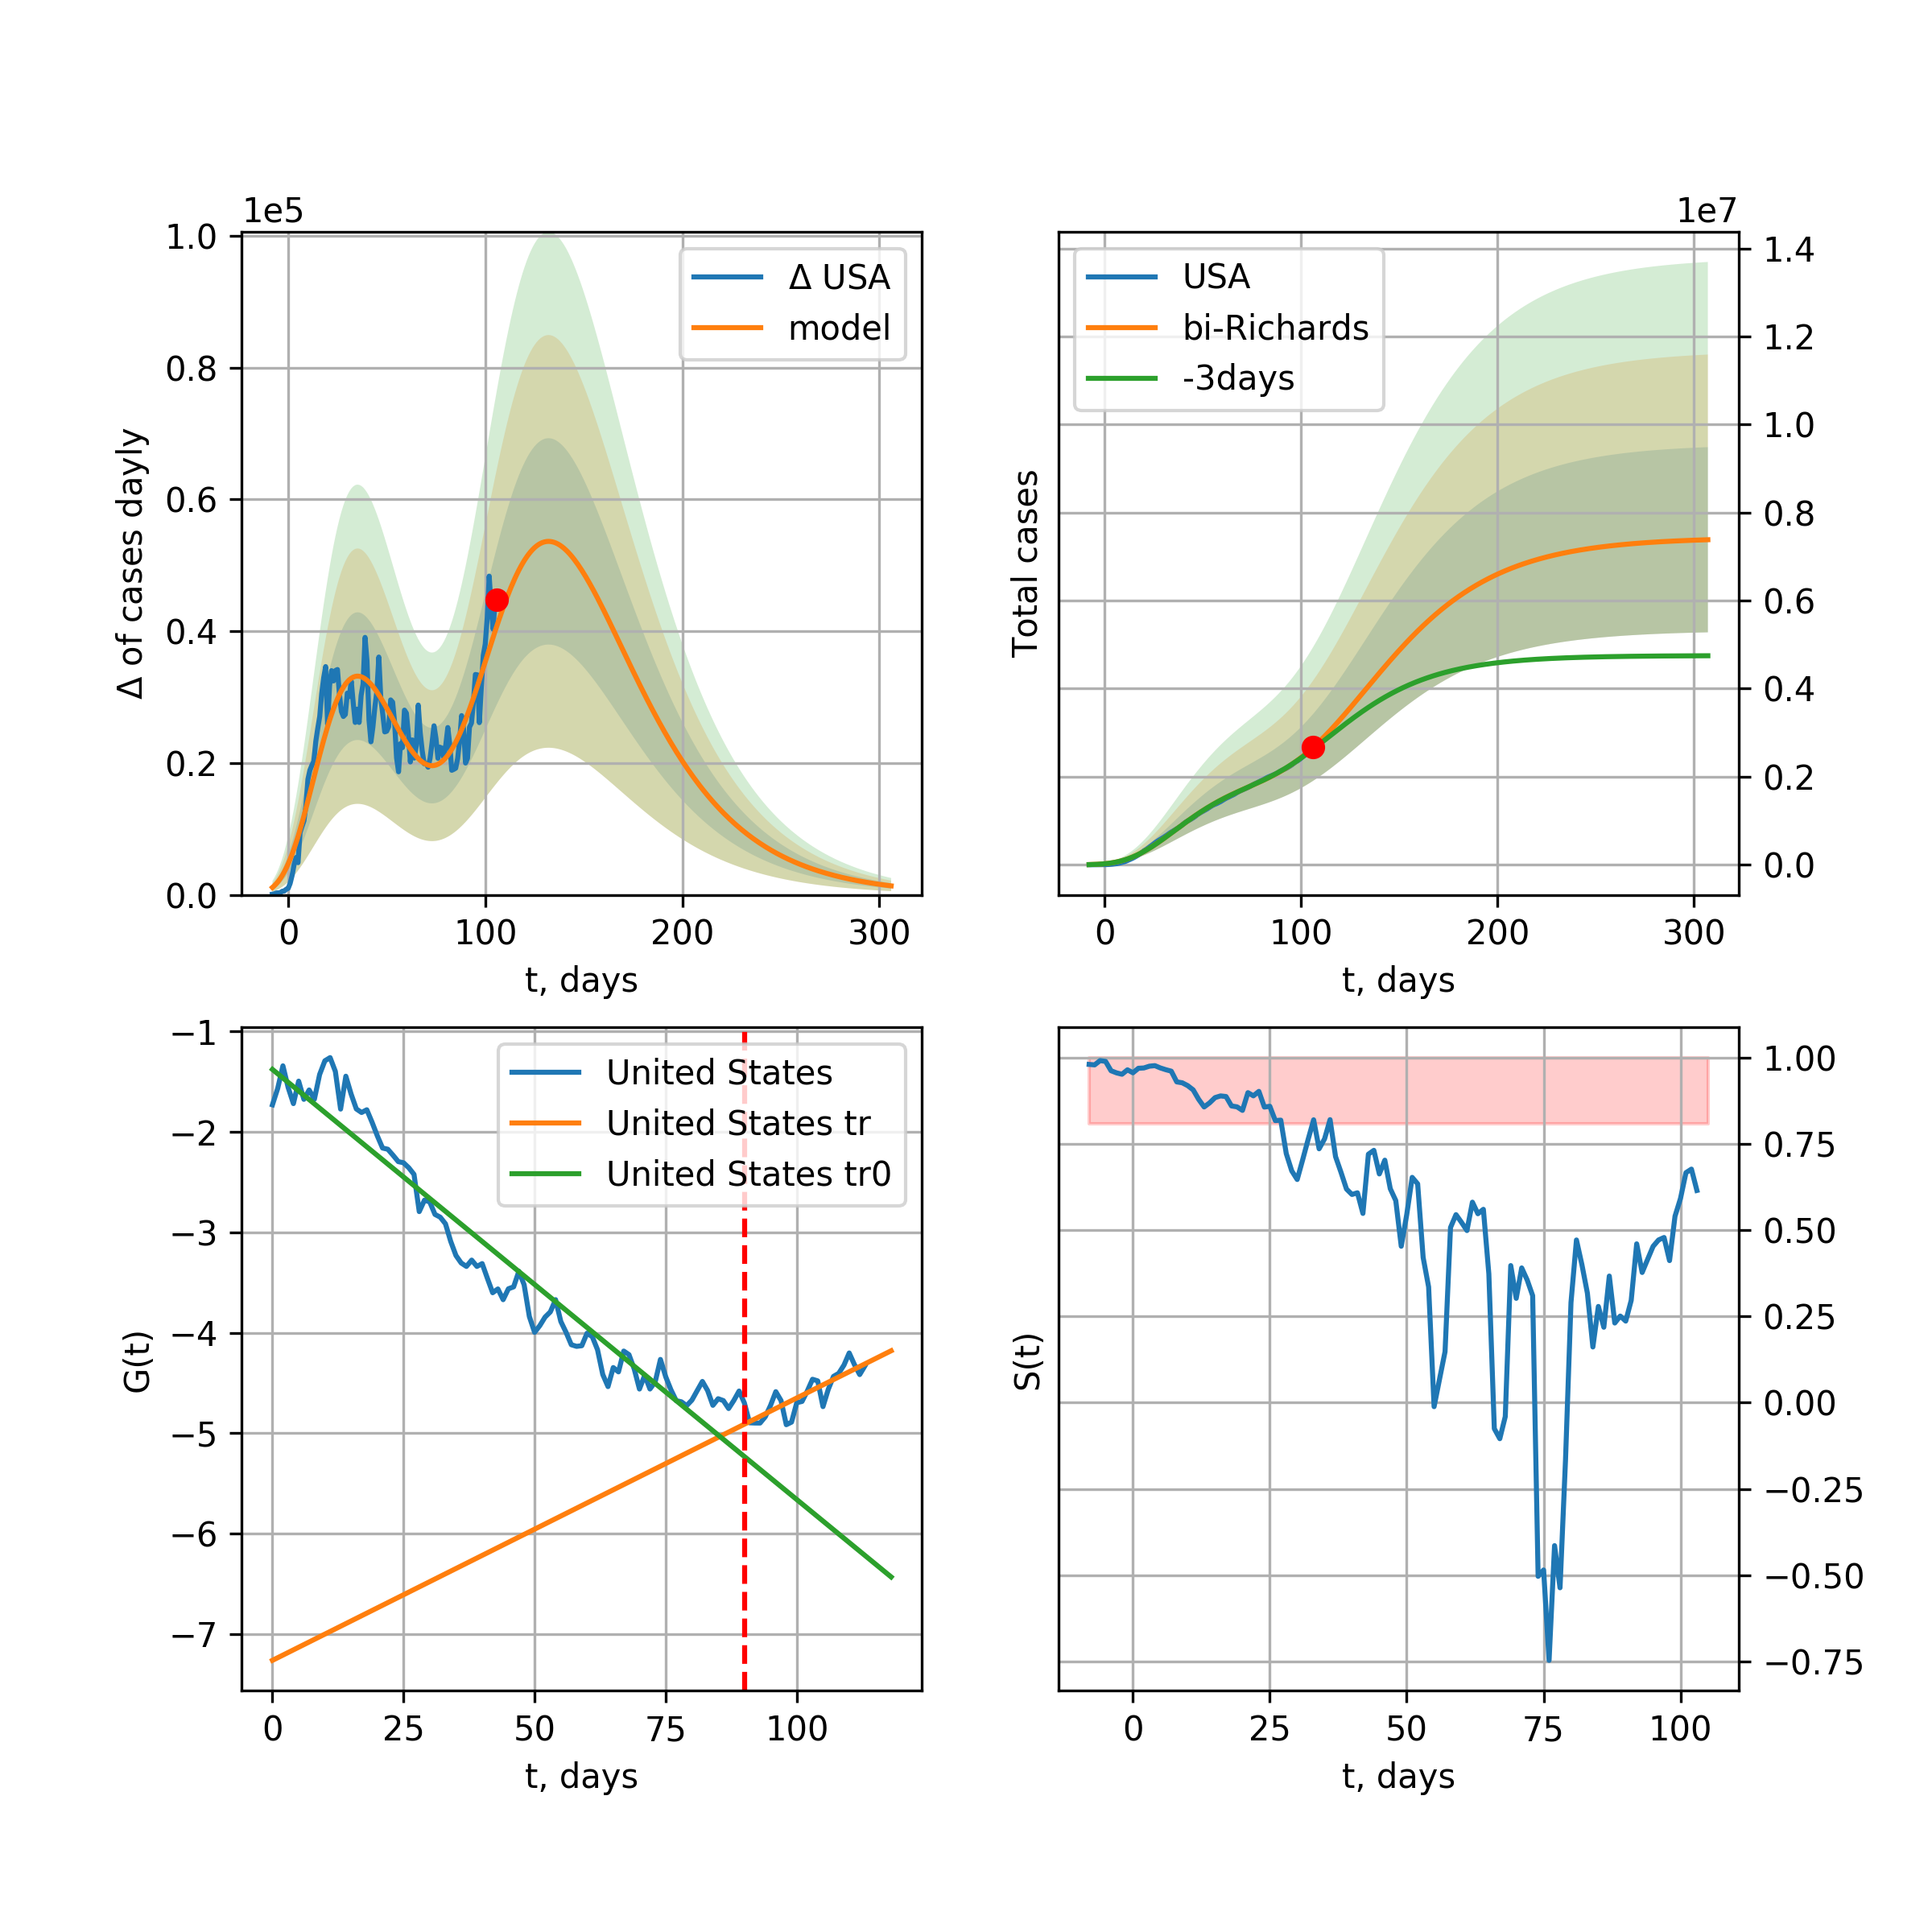 1e5
1.0
0.8
0.6
0.4
0.2
0.0
Δ of cases dayly
Δ USA
model
0 100 200 300
t, days
1e7
USA
bi-Richards
-3days
Total cases
1.4
1.2
1.0
0.8
0.6
0.4
0.2
0.0
0 100 200 300
t, days
−1
−2
−3
−4
−5
−6
−7
G(t)
United States
United States tr
United States tr0
0 25 50 75 100
t, days
S(t)
1.00
0.75
0.50
0.25
0.00
−0.25
−0.50
−0.75
0 25 50 75 100
t, days